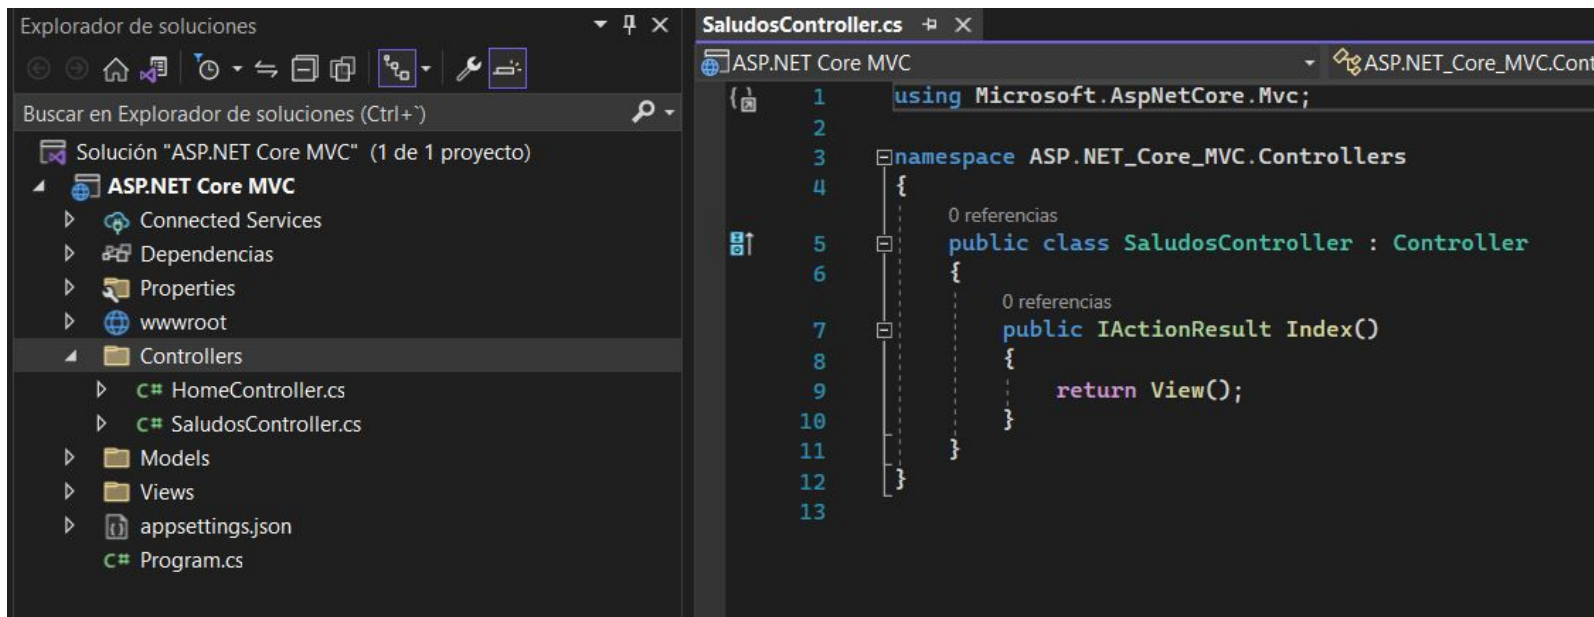 Explorador de soluciones
Buscar en Explorador de soluciones (Ctrl+`)
Solución "ASP.NET Core MVC" (1 de 1 proyecto)
ASP.NET Core MVC
Connected Services
Dependencias
Properties
wwwroot
Controllers
C# HomeController.cs
C# SaludosController.cs
Models
Views
appsettings.json
C# Program.cs
SaludosController.cs
ASP.NET Core MVC
ASP.NET_Core_MVC.Cont
1 using Microsoft.AspNetCore.Mvc;
2
3 namespace ASP.NET_Core_MVC.Controllers
4 {
0 referencias
5 public class SaludosController : Controller
6 {
0 referencias
7 public IActionResult Index()
8 {
9 return View();
10 }
11 }
12 }
13